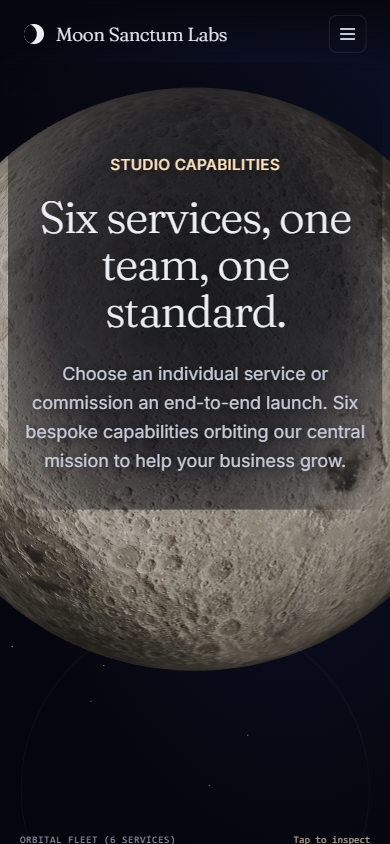 Moon Sanctum Labs
STUDIO CAPABILITIES
Six services, one
team, one
standard.
Choose an individual service or
commission an end-to-end launch. Six
bespoke capabilities orbiting our central
mission to help your business grow.
ORBITAL FLEET (6 SERVICES)
Tap to inspect